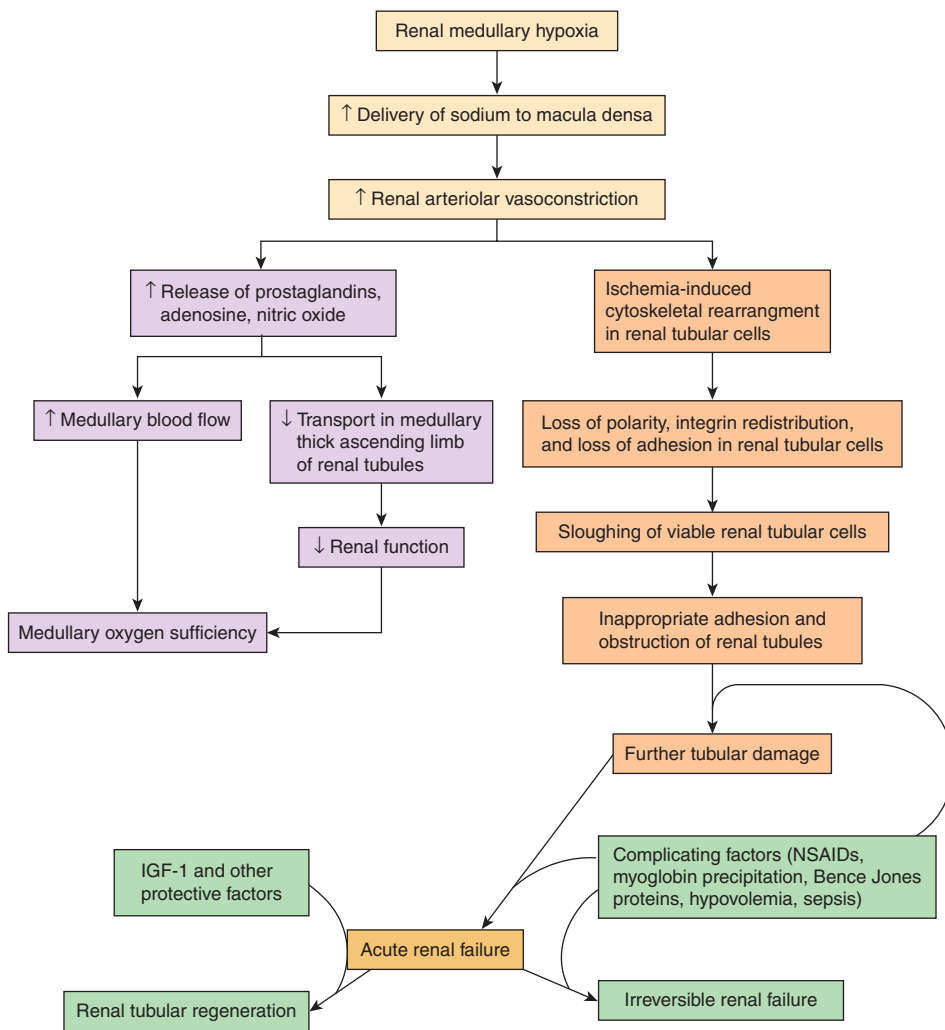 Renal medullary hypoxia
↑ Delivery of sodium to macula densa
↑ Renal arteriolar vasoconstriction
↑ Release of prostaglandins,
adenosine, nitric oxide
Ischemia-induced
cytoskeletal rearrangment
in renal tubular cells
↑ Medullary blood flow
↓ Transport in medullary
thick ascending limb
of renal tubules
Loss of polarity, integrin redistribution,
and loss of adhesion in renal tubular cells
↓ Renal function
Sloughing of viable renal tubular cells
Medullary oxygen sufficiency
Inappropriate adhesion and
obstruction of renal tubules
Further tubular damage
IGF-1 and other
protective factors
Complicating factors (NSAIDs,
myoglobin precipitation, Bence Jones
proteins, hypovolemia, sepsis)
Acute renal failure
Renal tubular regeneration
Irreversible renal failure